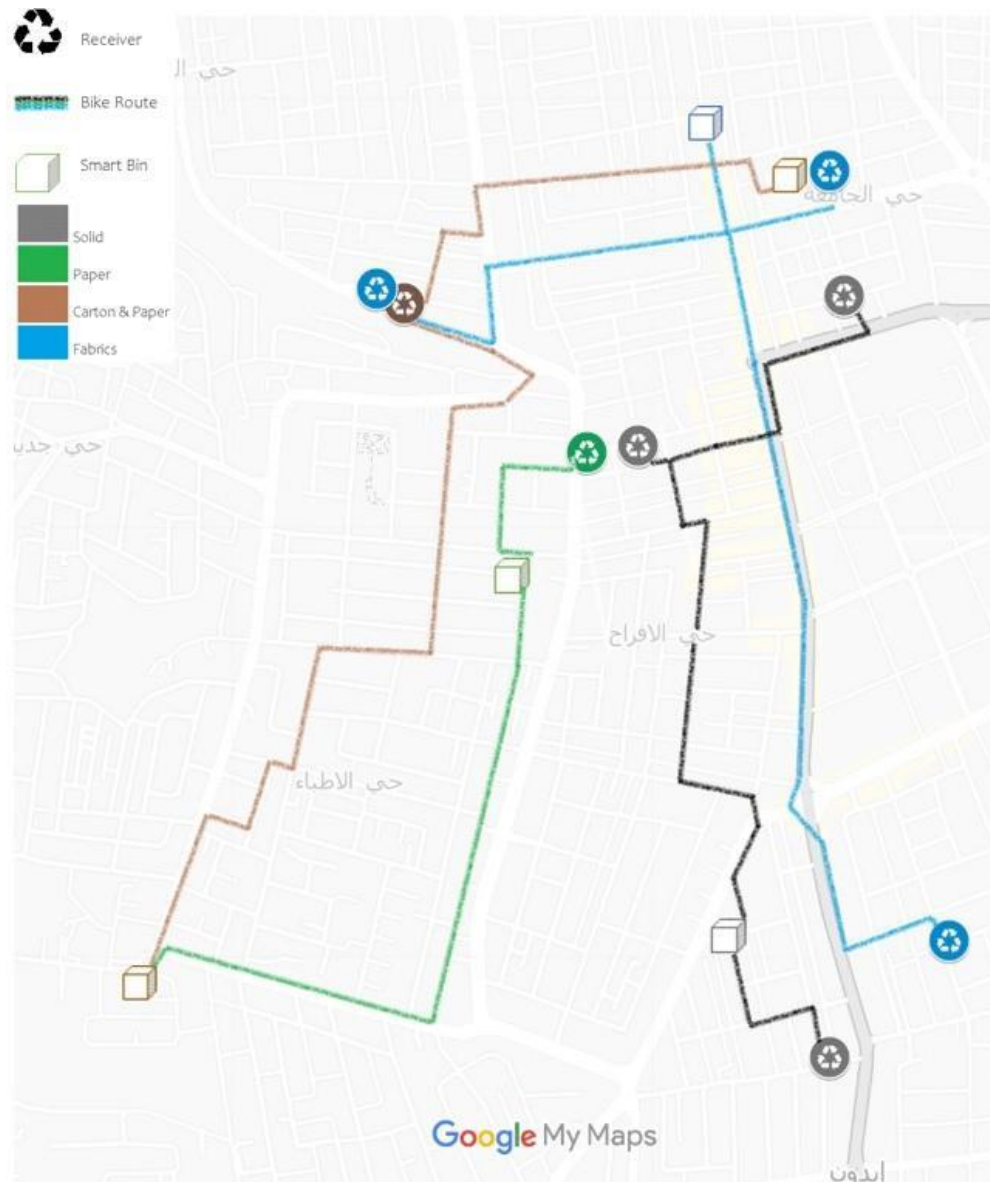 Receiver
Bike Route
Smart Bin
Solid
Paper
Carton & Paper
Fabrics
حي الجامعة
حي الافراح
حي الاطباء
Google My Maps
ايدون